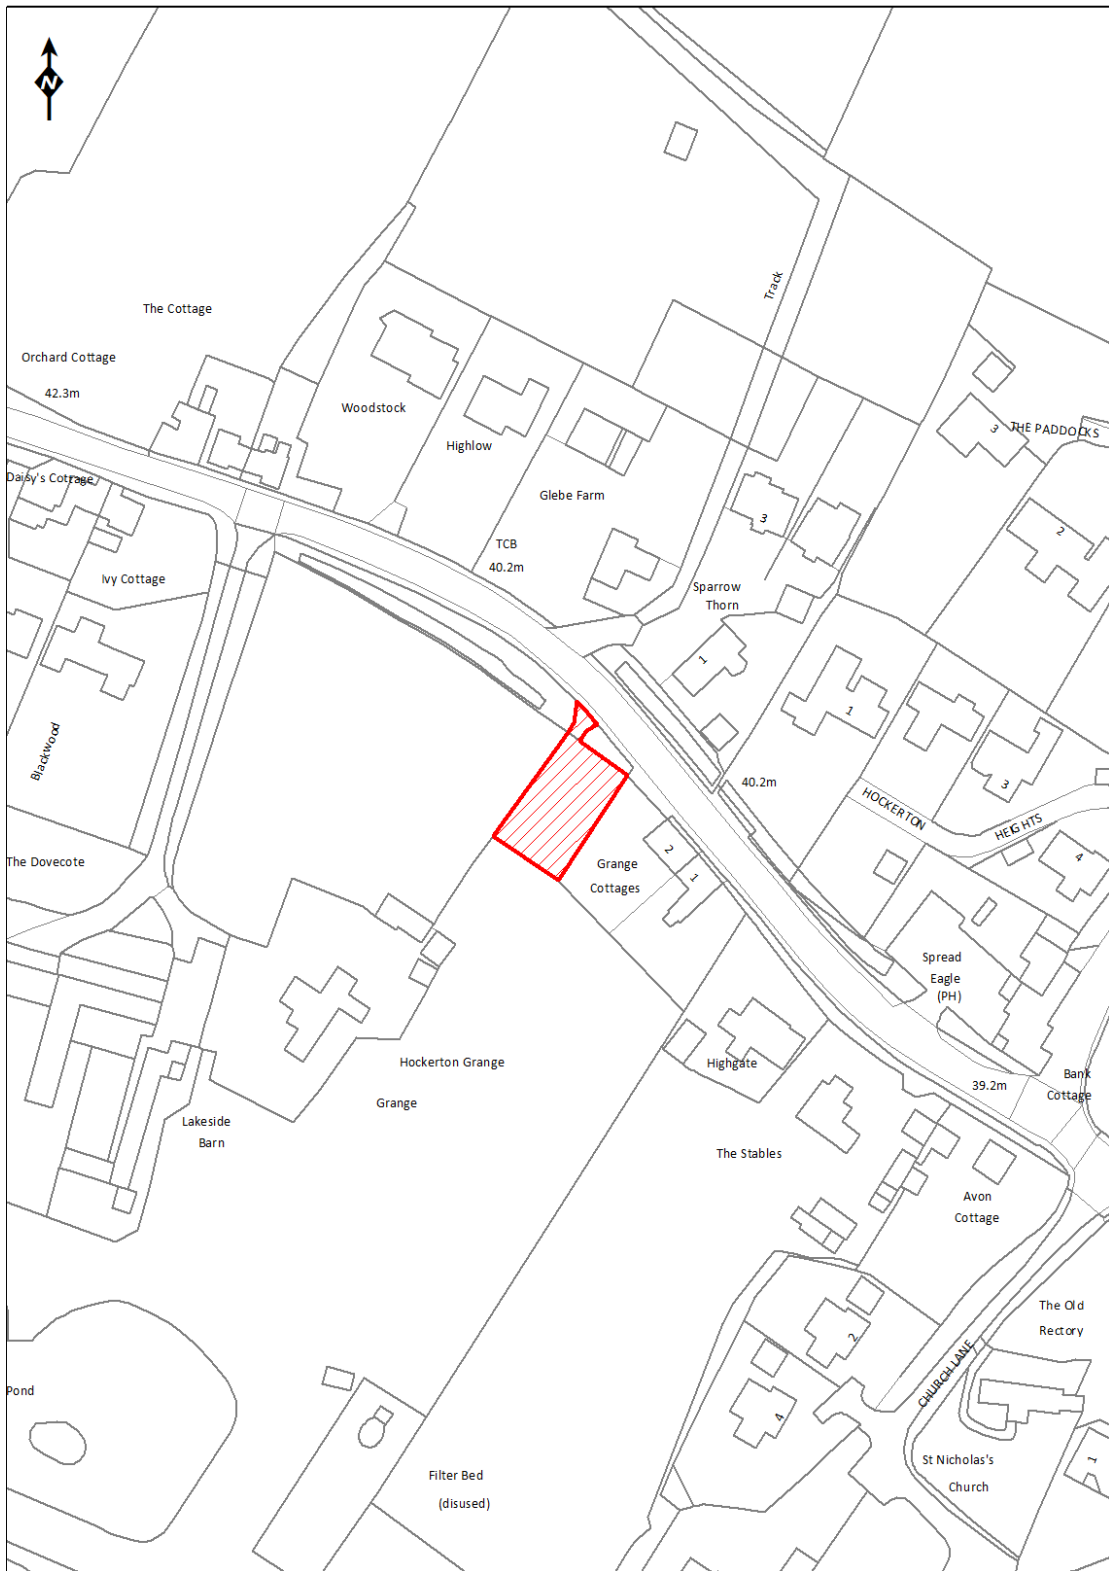 N
The Cottage
Orchard Cottage
42.3m
Woodstock
Highlow
Track
THE PADDOCKS
3
2
Daisy's Cottage
Glebe Farm
TCB
40.2m
3
Ivy Cottage
Sparrow
Thorn
1
1
Blackwood
40.2m
3
HOCKERTON
HEIGHTS
4
The Dovecote
2
1
Grange
Cottages
Spread
Eagle
(PH)
Hockerton Grange
Grange
Highgate
Bank
Cottage
39.2m
Lakeside
Barn
The Stables
Avon
Cottage
The Old
Rectory
2
CHURCH LANE
Pond
4
St Nicholas's
Church
1
Filter Bed
(disused)